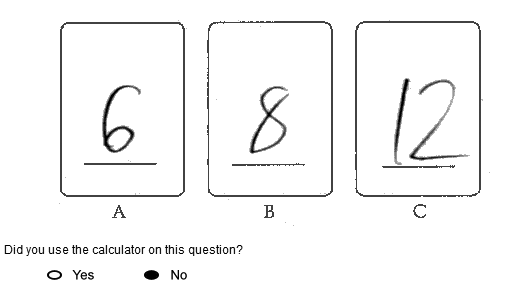 6 8 12
A B C
Did you use the calculator on this question?
Yes No